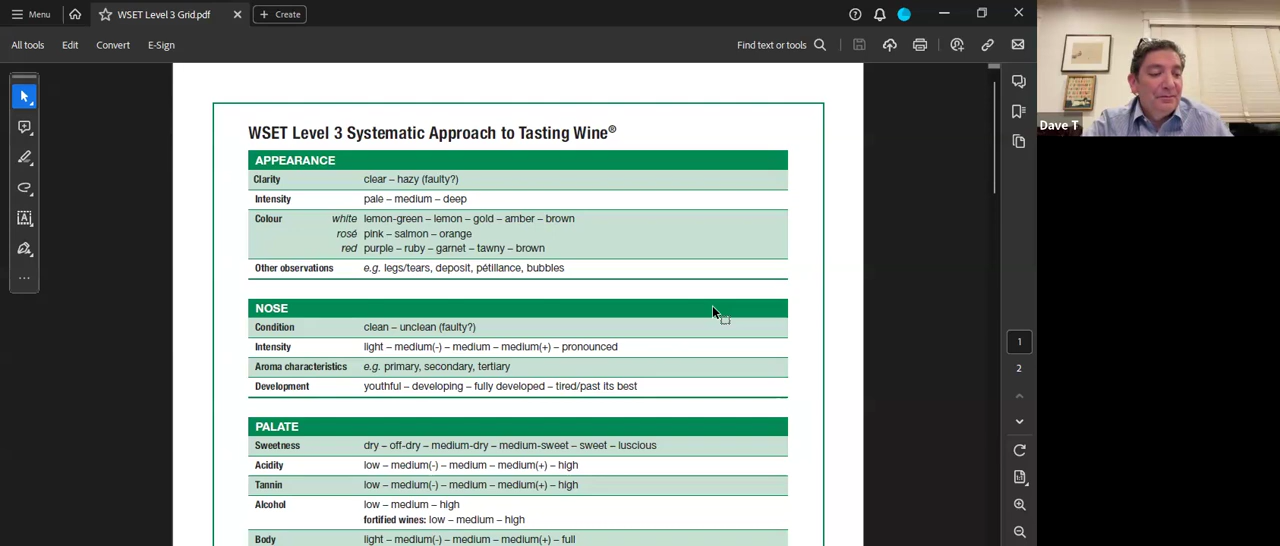 Menu
WSET Level 3 Grid.pdf
Create
All tools
Edit
Convert
E-Sign
Find text or tools
Dave T
WSET Level 3 Systematic Approach to Tasting Wine®
APPEARANCE
Clarity clear – hazy (faulty?)
Intensity pale – medium – deep
Colour white lemon-green – lemon – gold – amber – brown
rosé pink – salmon – orange
red purple – ruby – garnet – tawny – brown
Other observations e.g. legs/tears, deposit, pétillance, bubbles
NOSE
Condition clean – unclean (faulty?)
Intensity light – medium(-) – medium – medium(+) – pronounced
Aroma characteristics e.g. primary, secondary, tertiary
Development youthful – developing – fully developed – tired/past its best
PALATE
Sweetness dry – off-dry – medium-dry – medium-sweet – sweet – luscious
Acidity low – medium(-) – medium – medium(+) – high
Tannin low – medium(-) – medium – medium(+) – high
Alcohol low – medium – high
fortified wines: low – medium – high
Body light – medium(-) – medium – medium(+) – full
1
2